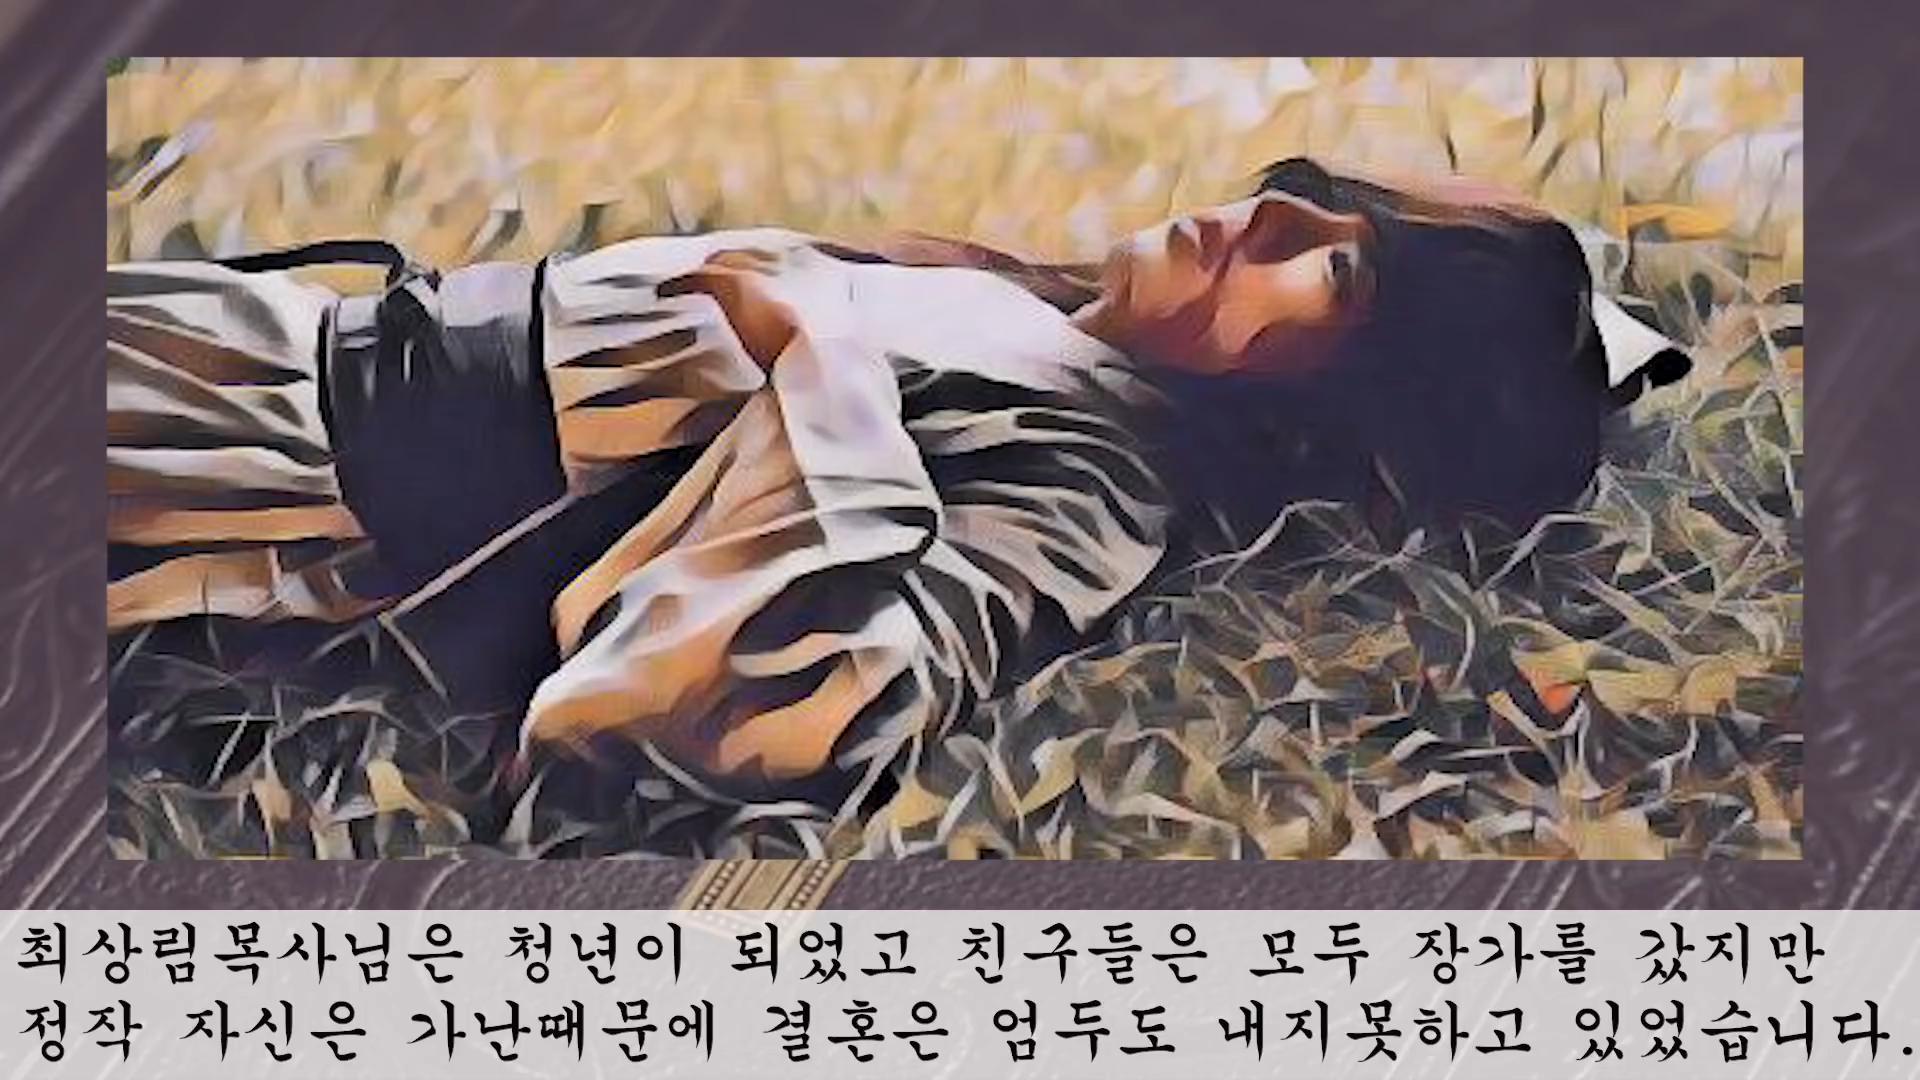 최상림목사님은 청년이 되었고 친구들은 모두 장가를 갔지만
정작 자신은 가난때문에 결혼은 엄두도 내지못하고 있었습니다.